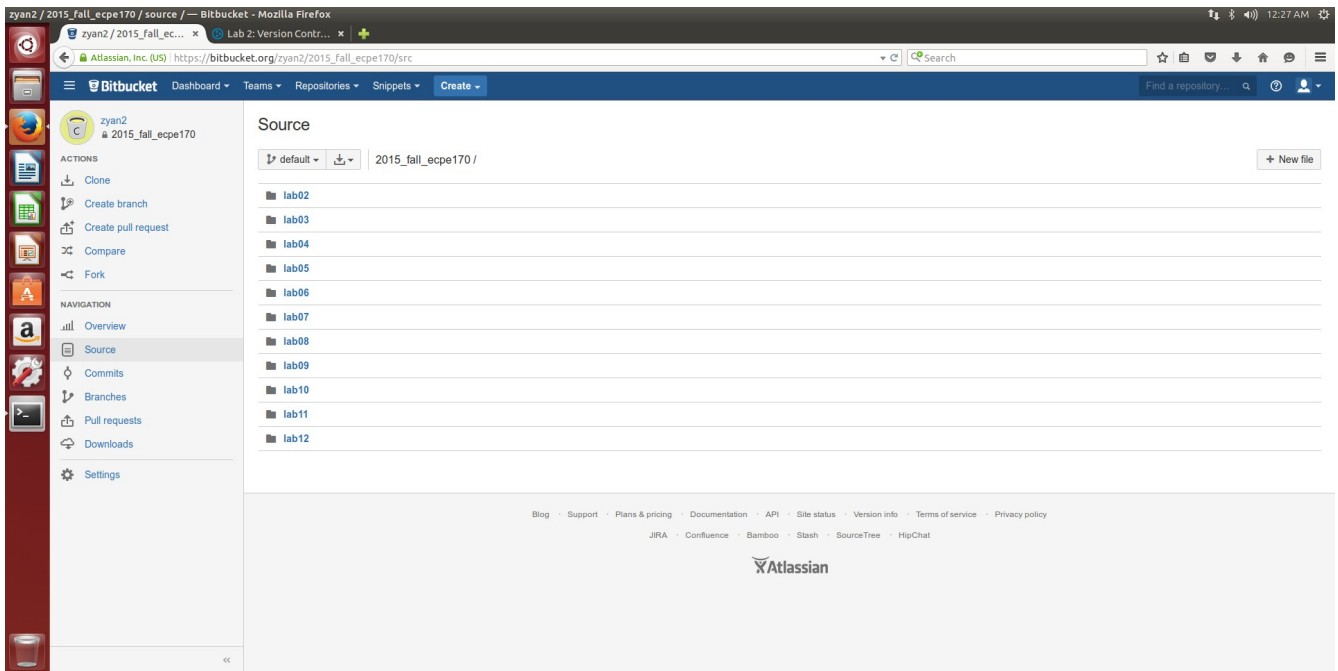 zyan2 / 2015_fall_ecpe170 / source / — Bitbucket - Mozilla Firefox
12:27 AM
zyan2 / 2015_fall_ec... ×
Lab 2: Version Contr... ×
Atlassian, Inc. (US) https://bitbucket.org/zyan2/2015_fall_ecpe170/src
Search
Bitbucket Dashboard Teams Repositories Snippets Create
Find a repository...
zyan2
2015_fall_ecpe170
ACTIONS
Clone
Create branch
Create pull request
Compare
Fork
NAVIGATION
Overview
Source
Commits
Branches
Pull requests
Downloads
Settings
«
Source
default
2015_fall_ecpe170 /
+ New file
lab02
lab03
lab04
lab05
lab06
lab07
lab08
lab09
lab10
lab11
lab12
Blog · Support · Plans & pricing · Documentation · API · Site status · Version info · Terms of service · Privacy policy
JIRA · Confluence · Bamboo · Stash · SourceTree · HipChat
Atlassian